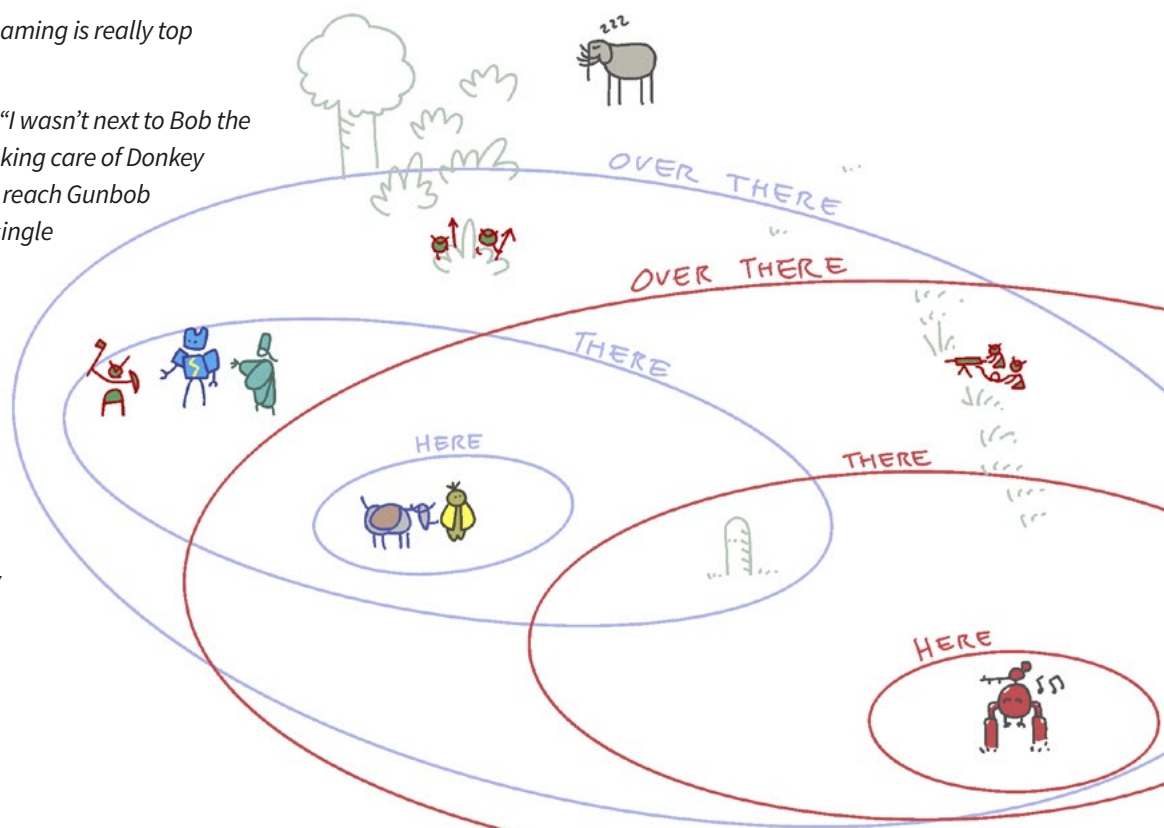 aming is really top
“I wasn’t next to Bob the
king care of Donkey
reach Gunbob
ingle
zzz
OVER THERE
OVER THERE
THERE
HERE
THERE
HERE